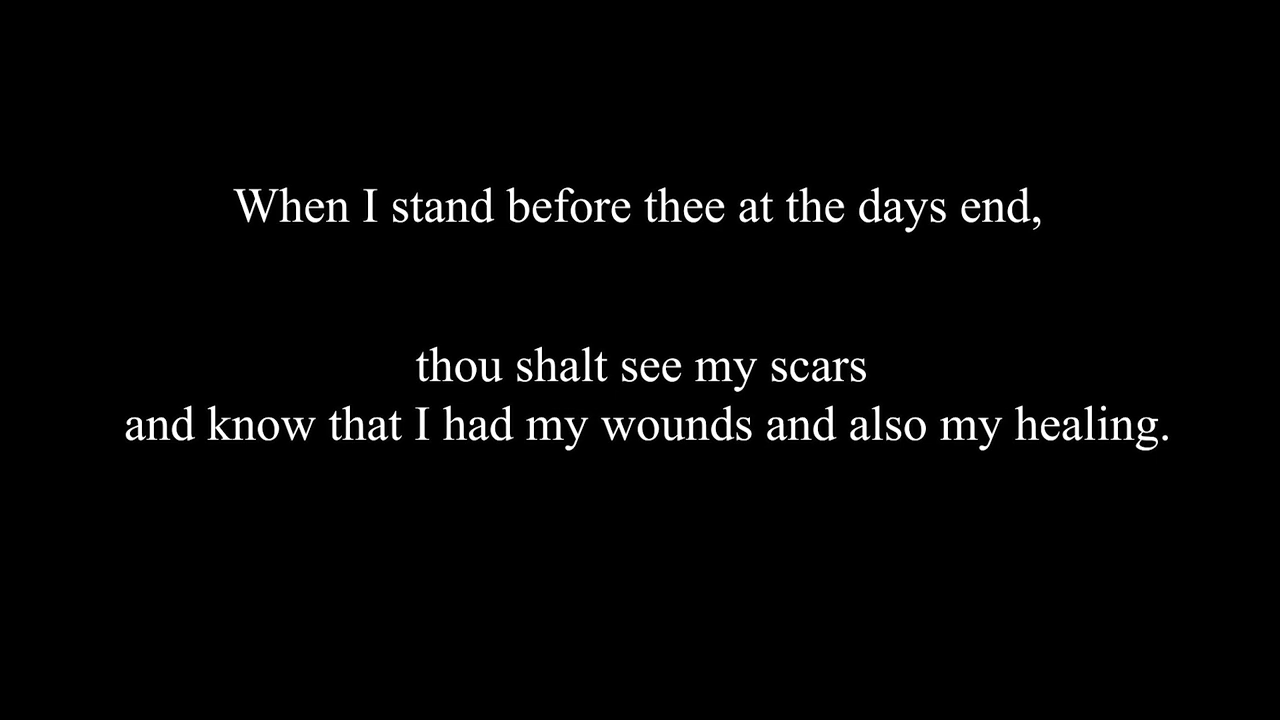 When I stand before thee at the days end,
thou shalt see my scars
and know that I had my wounds and also my healing.